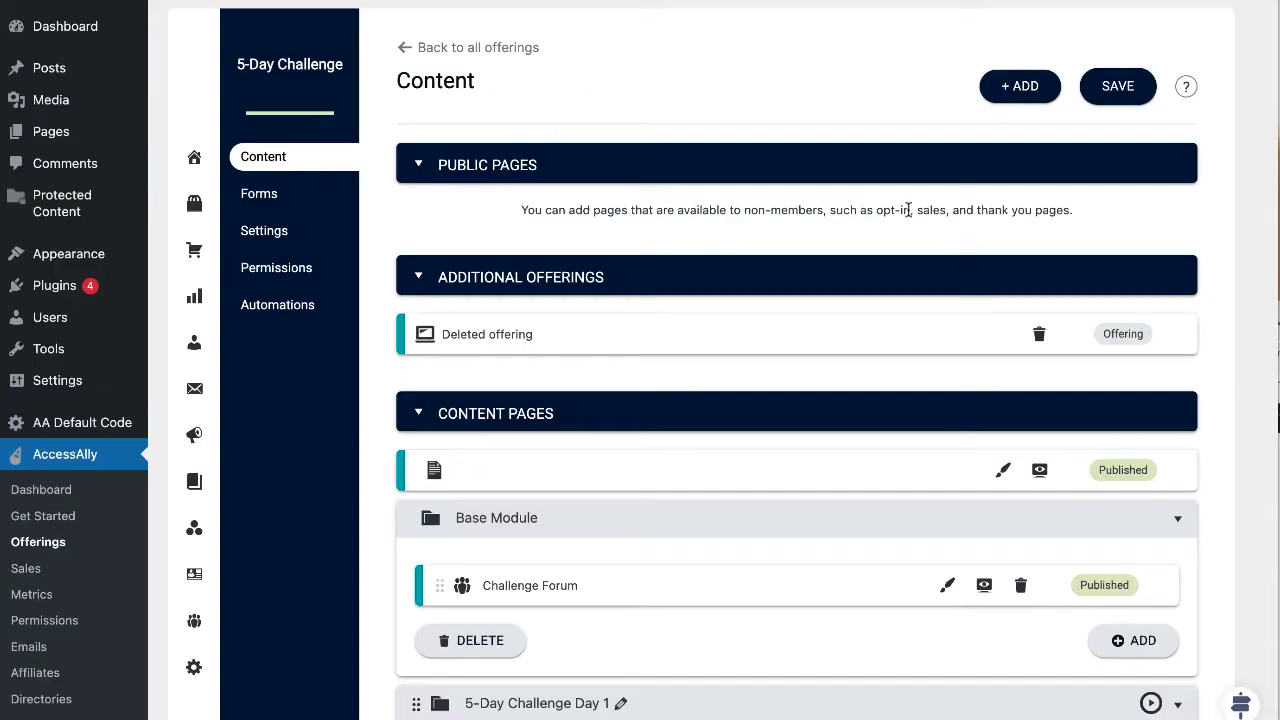 Dashboard
Posts
Media
Pages
Comments
Protected
Content
Appearance
Plugins 4
Users
Tools
Settings
AA Default Code
AccessAlly
Dashboard
Get Started
Offerings
Sales
Metrics
Permissions
Emails
Affiliates
Directories
5-Day Challenge
Content
Forms
Settings
Permissions
Automations
Back to all offerings
Content
+ ADD
SAVE
?
PUBLIC PAGES
You can add pages that are available to non-members, such as opt-in, sales, and thank you pages.
ADDITIONAL OFFERINGS
Deleted offering
Offering
CONTENT PAGES
Published
Base Module
Challenge Forum
Published
DELETE
ADD
5-Day Challenge Day 1